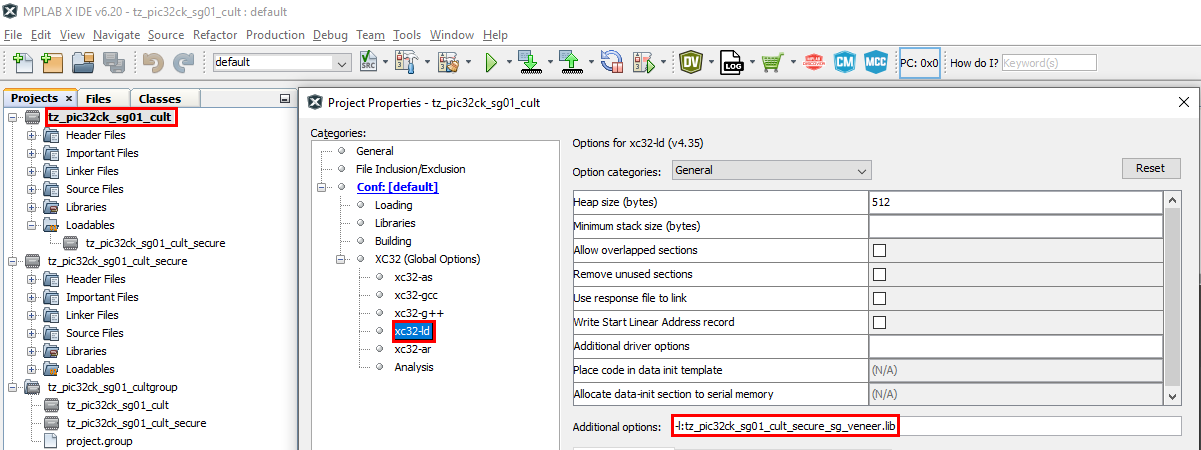 MPLAB X IDE v6.20 - tz_pic32ck_sg01_cult : default
File Edit View Navigate Source Refactor Production Debug Team Tools Window Help
default
SRC
DV
LOG
CM
MCC
PC: 0x0
How do I?
Keyword(s)
Projects × Files Classes
tz_pic32ck_sg01_cult
Header Files
Important Files
Linker Files
Source Files
Libraries
Loadables
tz_pic32ck_sg01_cult_secure
tz_pic32ck_sg01_cult_secure
Header Files
Important Files
Linker Files
Source Files
Libraries
Loadables
tz_pic32ck_sg01_cultgroup
tz_pic32ck_sg01_cult
tz_pic32ck_sg01_cult_secure
project.group
Project Properties - tz_pic32ck_sg01_cult
Categories:
General
File Inclusion/Exclusion
Conf: [default]
Loading
Libraries
Building
XC32 (Global Options)
xc32-as
xc32-gcc
xc32-g++
xc32-ld
xc32-ar
Analysis
Options for xc32-ld (v4.35)
Option categories: General
Reset
Heap size (bytes) 512
Minimum stack size (bytes)
Allow overlapped sections
Remove unused sections
Use response file to link
Write Start Linear Address record
Additional driver options
Place code in data init template (N/A)
Allocate data-init section to serial memory (N/A)
Additional options: -l:tz_pic32ck_sg01_cult_secure_sg_veneer.lib